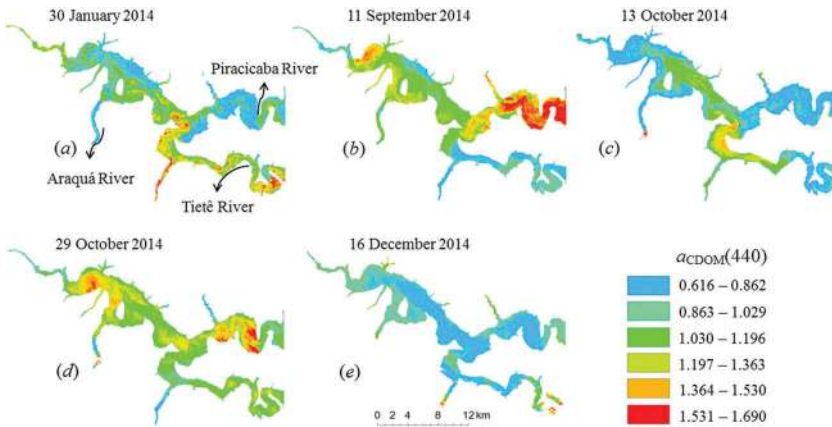 30 January 2014
11 September 2014
13 October 2014
Piracicaba River
(a)
(b)
(c)
Araquá River
Tietê River
29 October 2014
16 December 2014
aCDOM(440)
0.616 – 0.862
0.863 – 1.029
1.030 – 1.196
1.197 – 1.363
1.364 – 1.530
1.531 – 1.690
(d)
(e)
0 2 4 8 12 km